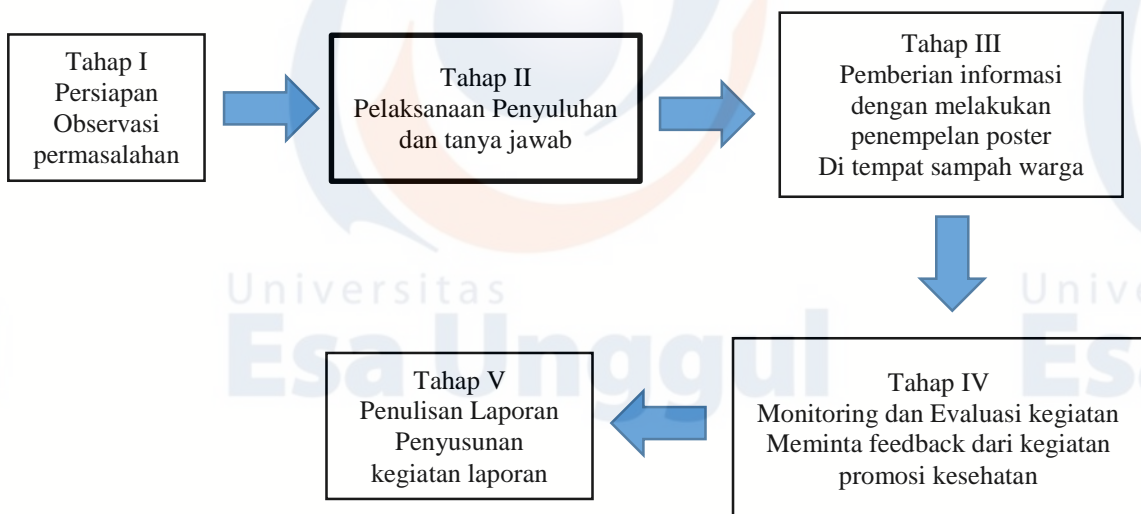 Tahap I
Persiapan
Observasi
permasalahan
Tahap II
Pelaksanaan Penyuluhan
dan tanya jawab
Tahap III
Pemberian informasi
dengan melakukan
penempelan poster
Di tempat sampah warga
Tahap IV
Monitoring dan Evaluasi kegiatan
Meminta feedback dari kegiatan
promosi kesehatan
Tahap V
Penulisan Laporan
Penyusunan
kegiatan laporan
Universitas
Esa Unggul
Univ
Es